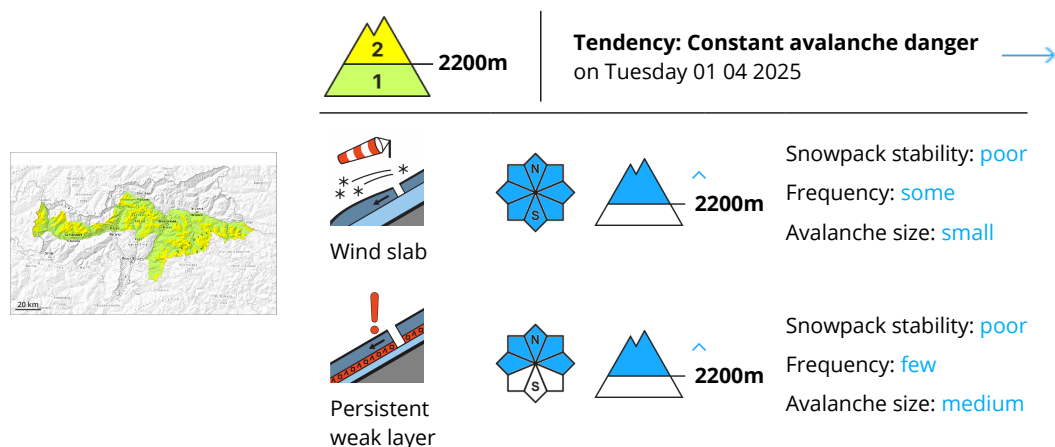 2
1
2200m
Tendency: Constant avalanche danger
on Tuesday 01 04 2025
20 km
Wind slab
N
S
2200m
Snowpack stability: poor
Frequency: some
Avalanche size: small
Persistent
weak layer
N
S
2200m
Snowpack stability: poor
Frequency: few
Avalanche size: medium